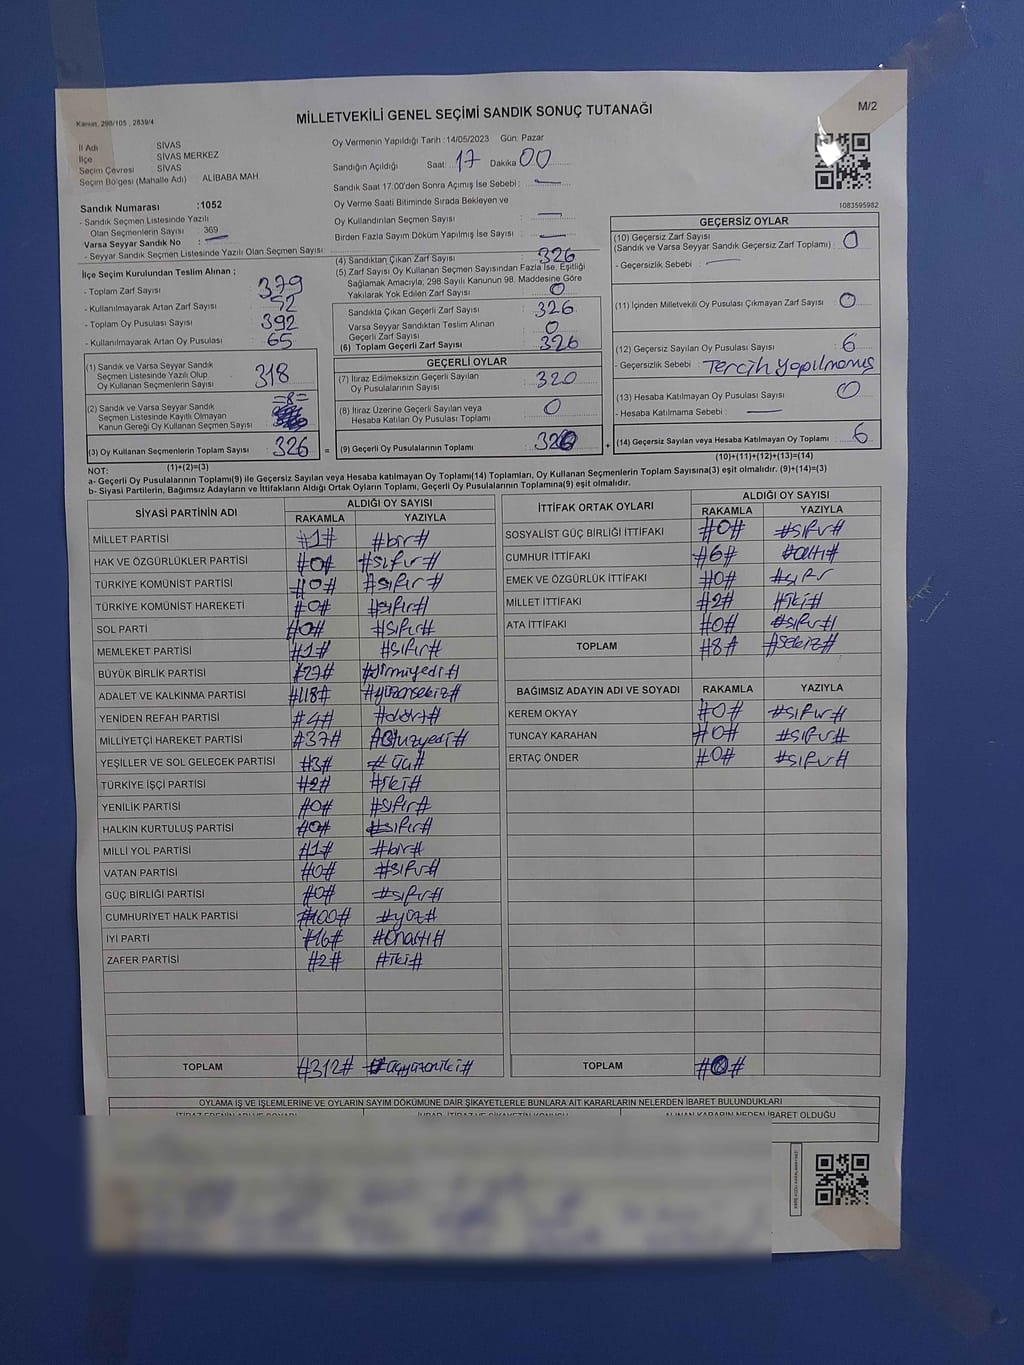 Kanun, 298/105 , 2839/4
MİLLETVEKİLİ GENEL SEÇİMİ SANDIK SONUÇ TUTANAĞI
M/2
İl Adı SİVAS
İlçe SİVAS MERKEZ
Seçim Çevresi SİVAS
Seçim Bölgesi (Mahalle Adı) ALİBABA MAH.
Sandık Numarası :1052
- Sandık Seçmen Listesinde Yazılı
Olan Seçmenlerin Sayısı : 369
Varsa Seyyar Sandık No : —
- Seyyar Sandık Seçmen Listesinde Yazılı Olan Seçmen Sayısı
Oy Vermenin Yapıldığı Tarih :14/05/2023 Gün: Pazar
Sandığın Açıldığı Saat: 17 Dakika 00
Sandık Saat 17:00'den Sonra Açımış İse Sebebi : —
Oy Verme Saati Bitiminde Sırada Bekleyen ve
Oy Kullandırılan Seçmen Sayısı : —
Birden Fazla Sayım Döküm Yapılmış İse Sayısı : —
1083595982
İlçe Seçim Kurulundan Teslim Alınan ;
- Toplam Zarf Sayısı : 379
- Kullanılmayarak Artan Zarf Sayısı : 52
- Toplam Oy Pusulası Sayısı : 392
- Kullanılmayarak Artan Oy Pusulası : 65
(4) Sandıktan Çıkan Zarf Sayısı : 326
(5) Zarf Sayısı Oy Kullanan Seçmen Sayısından Fazla İse, Eşitliği
Sağlamak Amacıyla; 298 Sayılı Kanunun 98. Maddesine Göre
Yakılarak Yok Edilen Zarf Sayısı : 0
Sandıkta Çıkan Geçerli Zarf Sayısı : 326
Varsa Seyyar Sandıktan Teslim Alınan
Geçerli Zarf Sayısı : 0
(6) Toplam Geçerli Zarf Sayısı : 326
GEÇERSİZ OYLAR
(10) Geçersiz Zarf Sayısı
(Sandık ve Varsa Seyyar Sandık Geçersiz Zarf Toplamı) : 0
- Geçersizlik Sebebi : —
(11) İçinden Milletvekili Oy Pusulası Çıkmayan Zarf Sayısı : 0
(12) Geçersiz Sayılan Oy Pusulası Sayısı : 6
- Geçersizlik Sebebi : Tercih yapılmamış
(13) Hesaba Katılmayan Oy Pusulası Sayısı : 0
- Hesaba Katılmama Sebebi : —
(14) Geçersiz Sayılan veya Hesaba Katılmayan Oy Toplamı : 6
(10)+(11)+(12)+(13)=(14)
(1) Sandık ve Varsa Seyyar Sandık
Seçmen Listesinde Yazılı Olup
Oy Kullanan Seçmenlerin Sayısı : 318
(2) Sandık ve Varsa Seyyar Sandık
Seçmen Listesinde Kayıtlı Olmayan
Kanun Gereği Oy Kullanan Seçmen Sayısı =8=
(3) Oy Kullanan Seçmenlerin Toplam Sayısı : 326 =
(1)+(2)=(3)
GEÇERLİ OYLAR
(7) İtiraz Edilmeksizin Geçerli Sayılan
Oy Pusulalarının Sayısı : 320
(8) İtiraz Üzerine Geçerli Sayılan veya
Hesaba Katılan Oy Pusulaları Toplamı : 0
(9) Geçerli Oy Pusulalarının Toplamı : 320 +
NOT:
a- Geçerli Oy Pusulalarının Toplamı(9) ile Geçersiz Sayılan veya Hesaba katılmayan Oy Toplamı(14) Toplamları, Oy Kullanan Seçmenlerin Toplam Sayısına(3) eşit olmalıdır. (9)+(14)=(3)
b- Siyasi Partilerin, Bağımsız Adayların ve İttifakların Aldığı Ortak Oyların Toplamı, Geçerli Oy Pusulalarının Toplamına(9) eşit olmalıdır.
SİYASİ PARTİNİN ADI ALDIĞI OY SAYISI
RAKAMLA YAZIYLA
MİLLET PARTİSİ #1# #bir#
HAK VE ÖZGÜRLÜKLER PARTİSİ #0# #sıfır#
TÜRKİYE KOMÜNİST PARTİSİ #0# #sıfır#
TÜRKİYE KOMÜNİST HAREKETİ #0# #sıfır#
SOL PARTİ #0# #sıfır#
MEMLEKET PARTİSİ #1# #sıfır#
BÜYÜK BİRLİK PARTİSİ #27# #yirmiyedi#
ADALET VE KALKINMA PARTİSİ #118# #yüzonsekiz#
YENİDEN REFAH PARTİSİ #4# #dört#
MİLLİYETÇİ HAREKET PARTİSİ #37# #Otuzyedi#
YEŞİLLER VE SOL GELECEK PARTİSİ #3# #üç#
TÜRKİYE İŞÇİ PARTİSİ #2# #iki#
YENİLİK PARTİSİ #0# #sıfır#
HALKIN KURTULUŞ PARTİSİ #0# #sıfır#
MİLLİ YOL PARTİSİ #1# #bir#
VATAN PARTİSİ #0# #sıfır#
GÜÇ BİRLİĞİ PARTİSİ #0# #sıfır#
CUMHURİYET HALK PARTİSİ #100# #yüz#
İYİ PARTİ #16# #Onaltı#
ZAFER PARTİSİ #2# #iki#
TOPLAM #312# #üçyüzoniki#
İTTİFAK ORTAK OYLARI ALDIĞI OY SAYISI
RAKAMLA YAZIYLA
SOSYALİST GÜÇ BİRLİĞİ İTTİFAKI #0# #sıfır#
CUMHUR İTTİFAKI #6# #altı#
EMEK VE ÖZGÜRLÜK İTTİFAKI #0# #sıfır
MİLLET İTTİFAKI #2# #iki#
ATA İTTİFAKI #0# #sıfır#
TOPLAM #8# #sekiz#
BAĞIMSIZ ADAYIN ADI VE SOYADI RAKAMLA YAZIYLA
KEREM OKYAY #0# #sıfır#
TUNCAY KARAHAN #0# #sıfır#
ERTAÇ ÖNDER #0# #sıfır#
TOPLAM #0#
OYLAMA İŞ VE İŞLEMLERİNE VE OYLARIN SAYIM DÖKÜMÜNE DAİR ŞİKAYETLERLE BUNLARA AİT KARARLARIN NELERDEN İBARET BULUNDUKLARI
ALINAN KARARIN NEDEN İBARET OLDUĞU